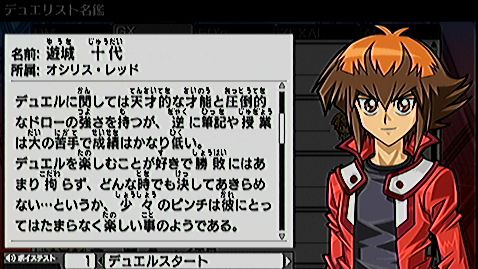 デュエリスト名鑑
GX
名前: 遊城 十代
所属: オシリス・レッド
デュエルに関しては天才的な才能と圧倒的
なドローの強さを持つが、逆に筆記や授業
は大の苦手で成績はかなり低い。
デュエルを楽しむことが好きで勝敗にはあ
まり拘らず、どんな時でも決してあきらめ
ない…というか、少々のピンチは彼にとっ
てはたまらなく楽しい事のようである。
ボイステスト 1 デュエルスタート